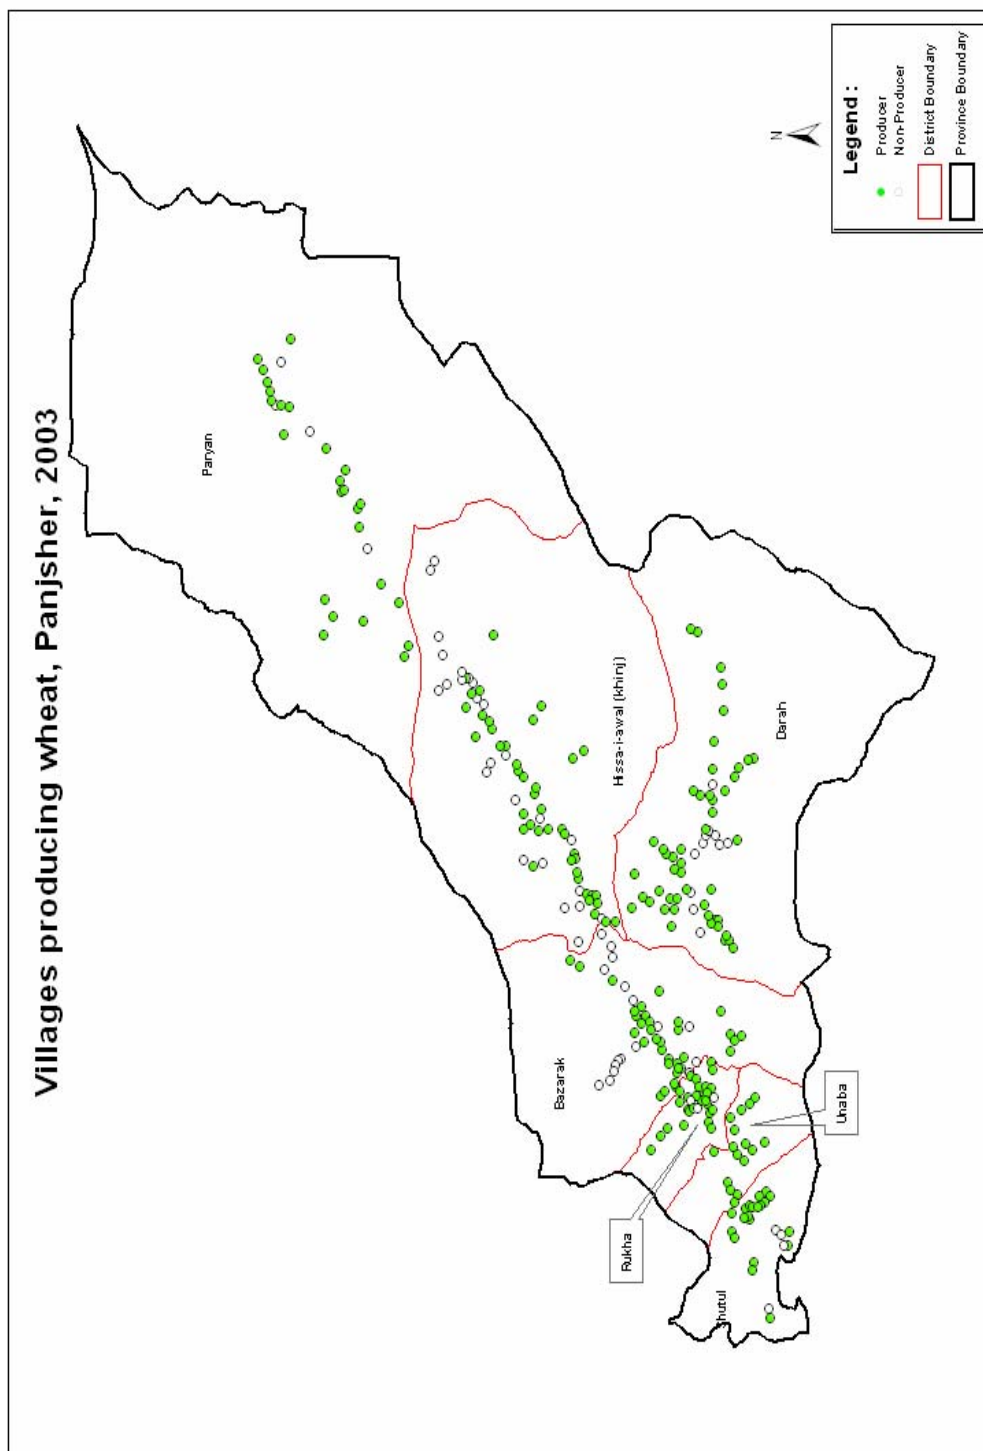 Villages producing wheat, Panjsher, 2003
N
Legend :
Producer
Non-Producer
District Boundary
Province Boundary
Paryan
Hissa-i-awal (khinj)
Darah
Bazarak
Unaba
Rukha
hutul